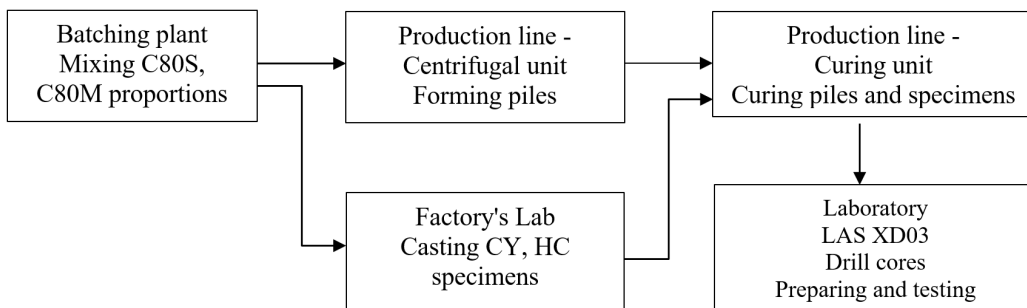 Batching plant
Mixing C80S,
C80M proportions
Production line -
Centrifugal unit
Forming piles
Production line -
Curing unit
Curing piles and specimens
Factory's Lab
Casting CY, HC
specimens
Laboratory
LAS XD03
Drill cores
Preparing and testing